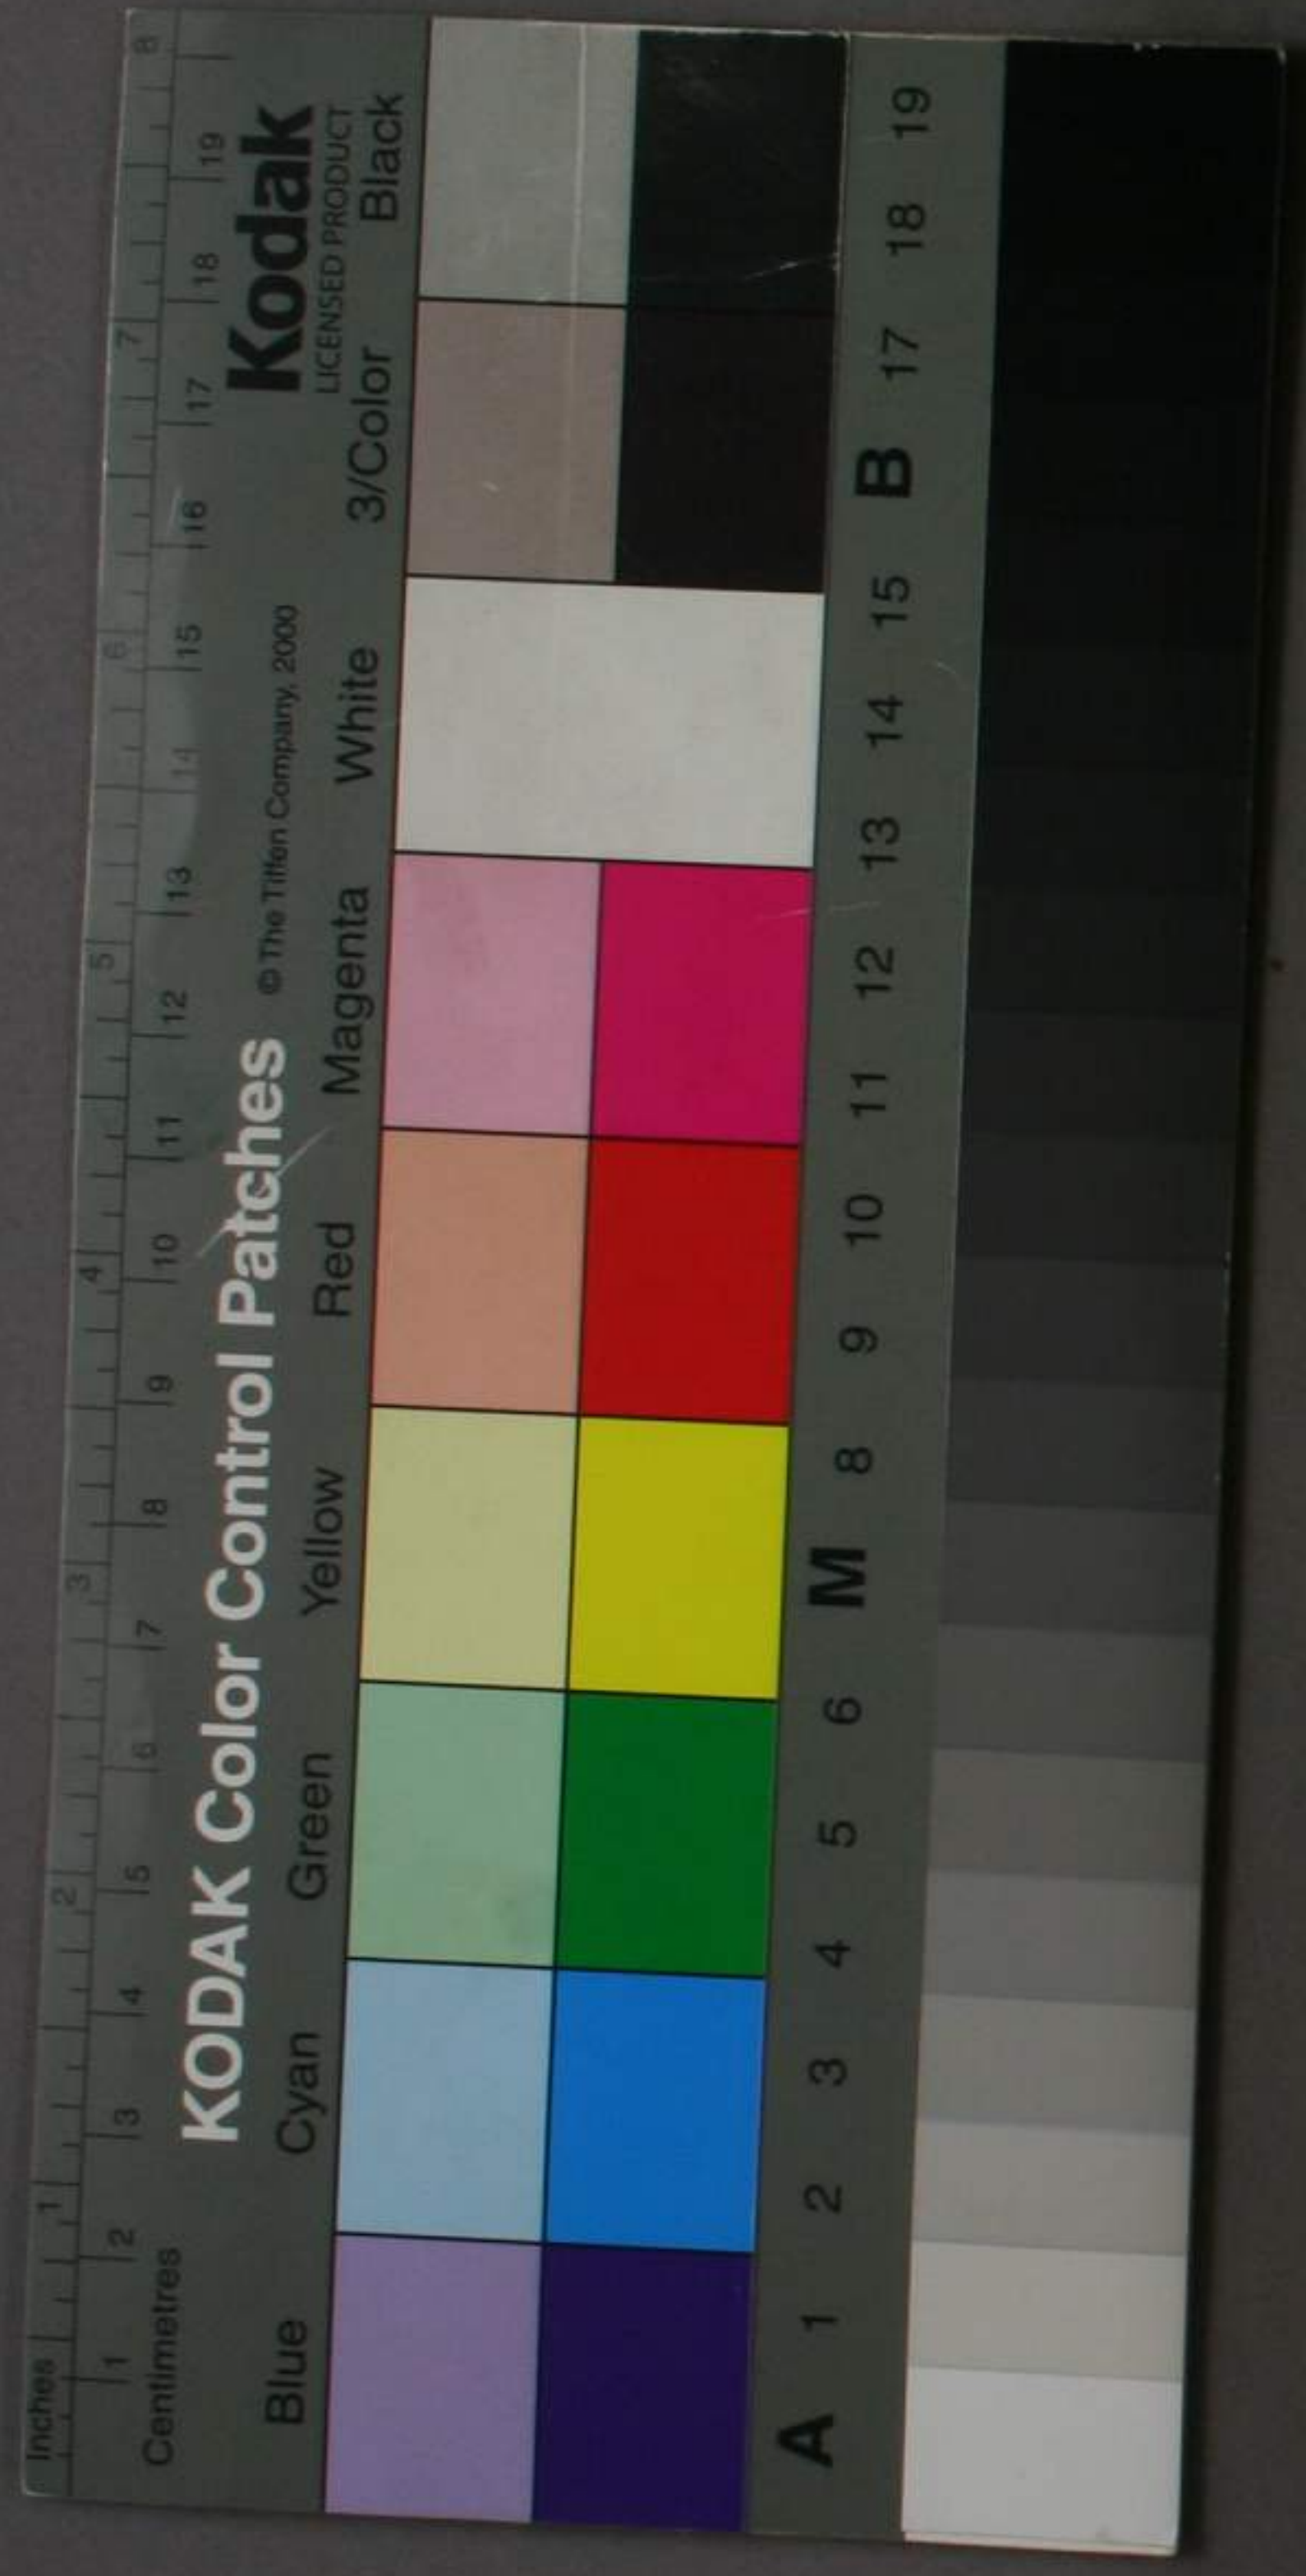 Inches 1 2 3 4 5 6 7 8
Centimetres 1 2 3 4 5 6 7 8 9 10 11 12 13 14 15 16 17 18 19
KODAK Color Control Patches © The Tiffen Company, 2000 Kodak
LICENSED PRODUCT
Blue Cyan Green Yellow Red Magenta White 3/Color Black
A 1 2 3 4 5 6 M 8 9 10 11 12 13 14 15 B 17 18 19